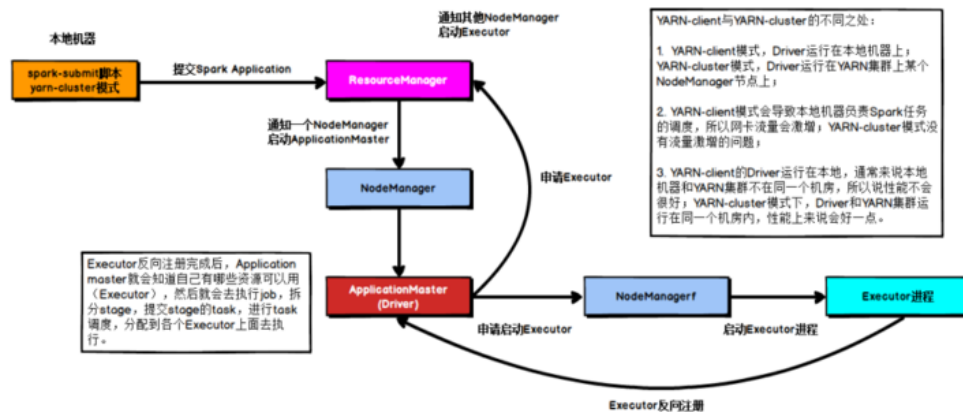 通知其他NodeManager
启动Executor
本地机器
spark-submit脚本
yarn-cluster模式
提交Spark Application
ResourceManager
通知一个NodeManager
启动ApplicationMaster
申请Executor
NodeManager
YARN-client与YARN-cluster的不同之处：
1. YARN-client模式，Driver运行在本地机器上；
YARN-cluster模式，Driver运行在YARN集群上某个
NodeManager节点上；
2. YARN-client模式会导致本地机器负责Spark任务
的调度，所以网卡流量会激增；YARN-cluster模式没
有流量激增的问题；
3. YARN-client的Driver运行在本地，通常来说本地
机器和YARN集群不在同一个机房，所以说性能不会
很好；YARN-cluster模式下，Driver和YARN集群运
行在同一个机房内，性能上来说会好一点。
Executor反向注册完成后，Application
master就会知道自己有哪些资源可以用
（Executor），然后就会去执行job，拆
分stage，提交stage的task，进行task
调度，分配到各个Executor上面去执
行。
ApplicationMaster
(Driver)
申请启动Executor
NodeManagerf
启动Executor进程
Executor进程
Executor反向注册